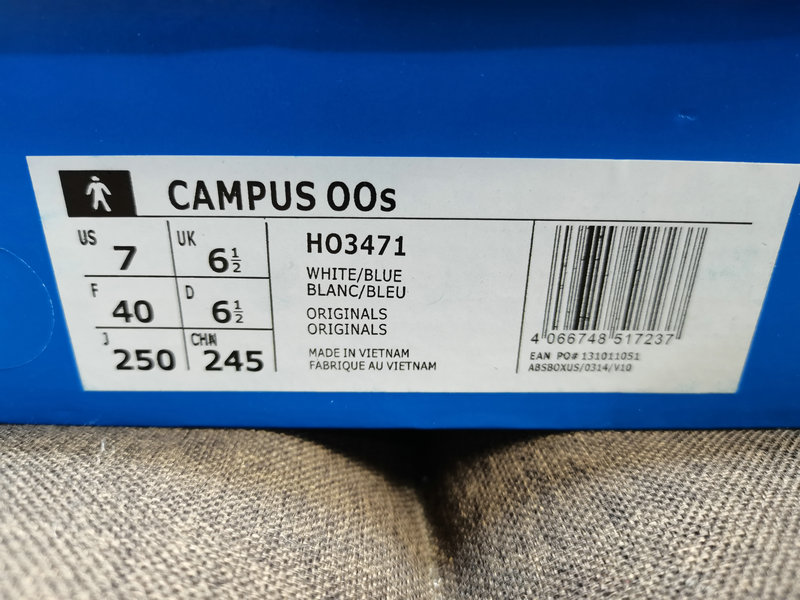 CAMPUS 00s
US 7 UK 6½
F 40 D 6½
J 250 CHN 245
HO3471
WHITE/BLUE
BLANC/BLEU
ORIGINALS
ORIGINALS
MADE IN VIETNAM
FABRIQUE AU VIETNAM
4 066748 517237
EAN PO# 131011051
ABSBOXUS/0314/V10